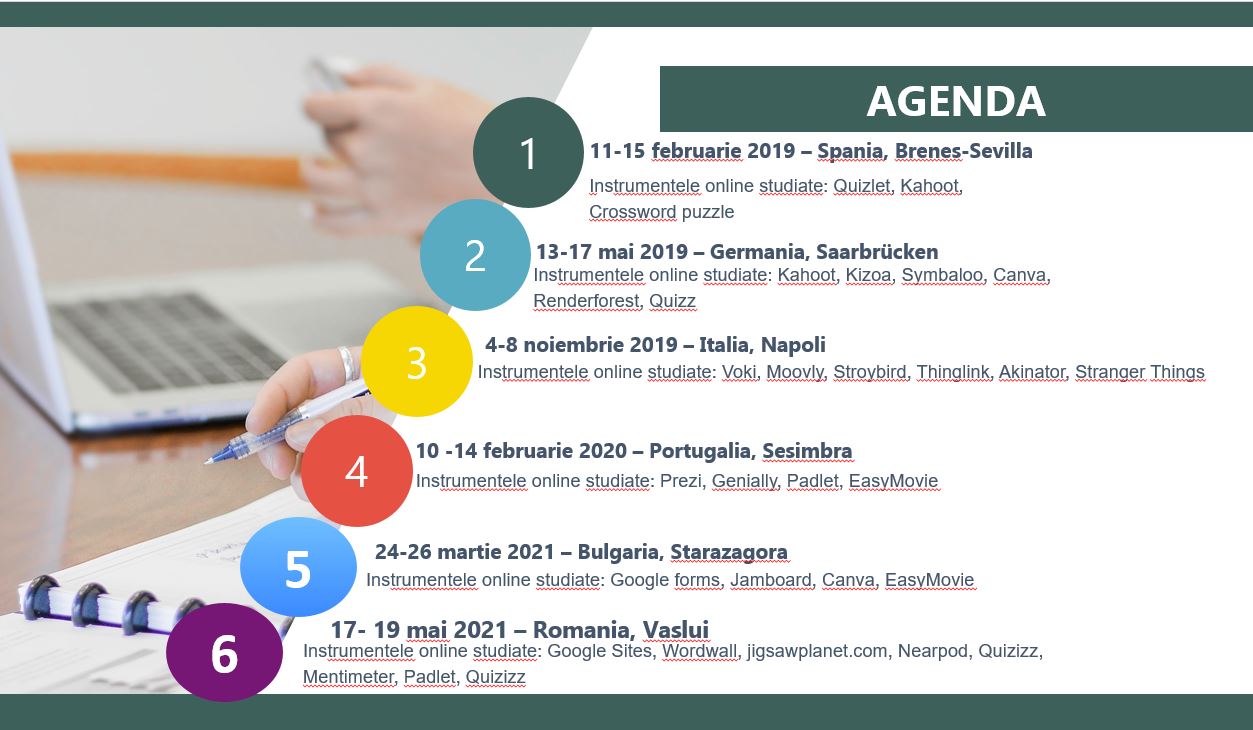 AGENDA
1
11-15 februarie 2019 – Spania, Brenes-Sevilla
Instrumentele online studiate: Quizlet, Kahoot,
Crossword puzzle
2
13-17 mai 2019 – Germania, Saarbrücken
Instrumentele online studiate: Kahoot, Kizoa, Symbaloo, Canva,
Renderforest, Quizz
3
4-8 noiembrie 2019 – Italia, Napoli
Instrumentele online studiate: Voki, Moovly, Stroybird, Thinglink, Akinator, Stranger Things
4
10 -14 februarie 2020 – Portugalia, Sesimbra
Instrumentele online studiate: Prezi, Genially, Padlet, EasyMovie
5
24-26 martie 2021 – Bulgaria, Starazagora
Instrumentele online studiate: Google forms, Jamboard, Canva, EasyMovie
6
17- 19 mai 2021 – Romania, Vaslui
Instrumentele online studiate: Google Sites, Wordwall, jigsawplanet.com, Nearpod, Quizizz,
Mentimeter, Padlet, Quizizz